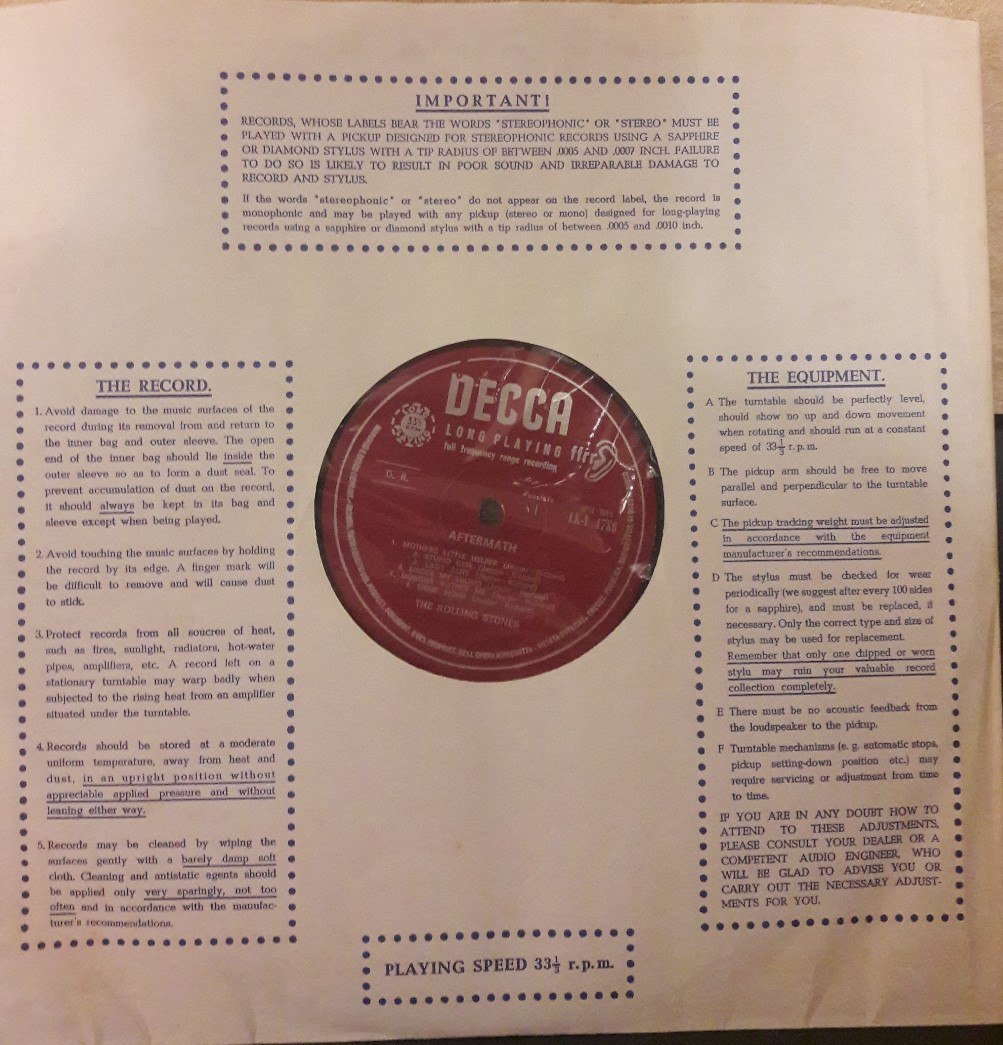 IMPORTANT!
RECORDS, WHOSE LABELS BEAR THE WORDS "STEREOPHONIC" OR "STEREO" MUST BE
PLAYED WITH A PICKUP DESIGNED FOR STEREOPHONIC RECORDS USING A SAPPHIRE
OR DIAMOND STYLUS WITH A TIP RADIUS OF BETWEEN .0005 AND .0007 INCH. FAILURE
TO DO SO IS LIKELY TO RESULT IN POOR SOUND AND IRREPARABLE DAMAGE TO
RECORD AND STYLUS.
If the words "stereophonic" or "stereo" do not appear on the record label, the record is
monophonic and may be played with any pickup (stereo or mono) designed for long-playing
records using a sapphire or diamond stylus with a tip radius of between .0005 and .0010 inch.
THE RECORD.
1. Avoid damage to the music surfaces of the
record during its removal from and return to
the inner bag and outer sleeve. The open
end of the inner bag should lie inside the
outer sleeve so as to form a dust seal. To
prevent accumulation of dust on the record,
it should always be kept in its bag and
sleeve except when being played.
2. Avoid touching the music surfaces by holding
the record by its edge. A finger mark will
be difficult to remove and will cause dust
to stick.
3. Protect records from all soucres of heat,
such as fires, sunlight, radiators, hot-water
pipes, amplifiers, etc. A record left on a
stationary turntable may warp badly when
subjected to the rising heat from an amplifier
situated under the turntable.
4. Records should be stored at a moderate
uniform temperature, away from heat and
dust, in an upright position without
appreciable applied pressure and without
leaning either way.
5. Records may be cleaned by wiping the
surfaces gently with a barely damp soft
cloth. Cleaning and antistatic agents should
be applied only very sparingly, not too
often and in accordance with the manufac-
turer's recommendations.
DECCA
LONG PLAYING
full frequency range recording
ffrr
AFTERMATH
THE ROLLING STONES
THE EQUIPMENT.
A The turntable should be perfectly level,
should show no up and down movement
when rotating and should run at a constant
speed of 33⅓ r.p.m.
B The pickup arm should be free to move
parallel and perpendicular to the turntable
surface.
C The pickup tracking weight must be adjusted
in accordance with the equipment
manufacturer's recommendations.
D The stylus must be checked for wear
periodically (we suggest after every 100 sides
for a sapphire), and must be replaced, if
necessary. Only the correct type and size of
stylus may be used for replacement.
Remember that only one chipped or worn
stylu may ruin your valuable record
collection completely.
E There must be no acoustic feedback from
the loudspeaker to the pickup.
F Turntable mechanisms (e. g. automatic stops,
pickup setting-down position etc.) may
require servicing or adjustment from time
to time.
IF YOU ARE IN ANY DOUBT HOW TO
ATTEND TO THESE ADJUSTMENTS,
PLEASE CONSULT YOUR DEALER OR A
COMPETENT AUDIO ENGINEER, WHO
WILL BE GLAD TO ADVISE YOU OR
CARRY OUT THE NECESSARY ADJUST-
MENTS FOR YOU.
PLAYING SPEED 33⅓ r.p.m.